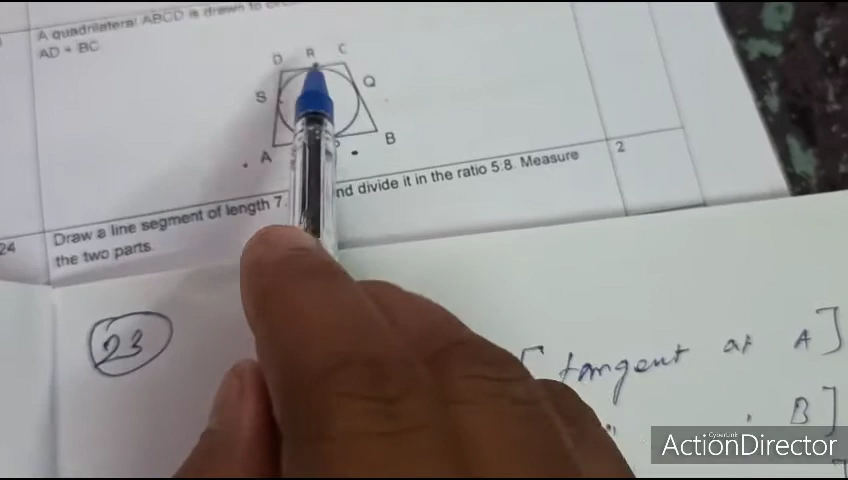 A quadrilateral ABCD is drawn to
AD + BC
D R C
S Q
A P B
24 Draw a line segment of length 7. nd divide it in the ratio 5:8. Measure 2
the two parts.
23
[ tangent at A ]
" " B ]
CyberLink
ActionDirector